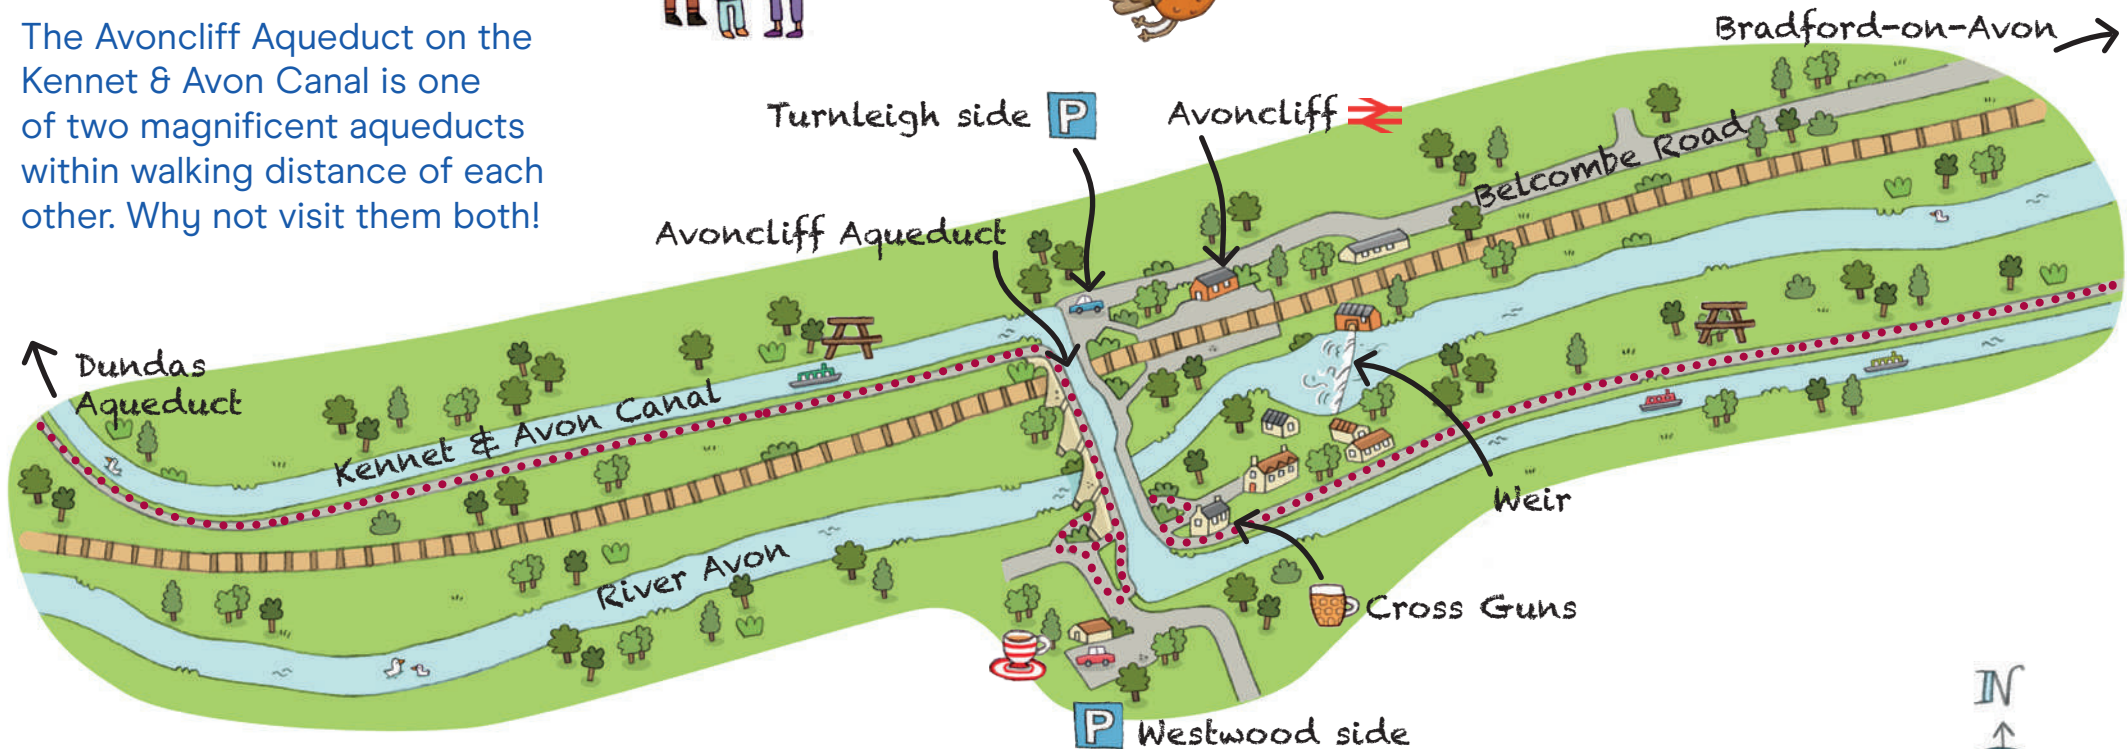 The Avoncliff Aqueduct on the
Kennet & Avon Canal is one
of two magnificent aqueducts
within walking distance of each
other. Why not visit them both!
Bradford-on-Avon
Turnleigh side P
Avoncliff
Belcombe Road
Avoncliff Aqueduct
Dundas
Aqueduct
Kennet & Avon Canal
River Avon
Weir
Cross Guns
P Westwood side
N